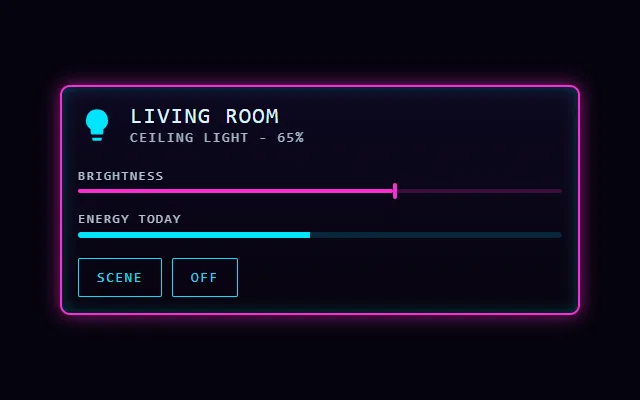 LIVING ROOM
CEILING LIGHT - 65%
BRIGHTNESS
ENERGY TODAY
SCENE OFF